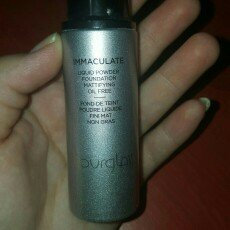 IMMACULATE
LIQUID POWDER
FOUNDATION
MATTIFYING
OIL FREE
FOND DE TEINT
POUDRE LIQUIDE
FINI-MAT
NON GRAS